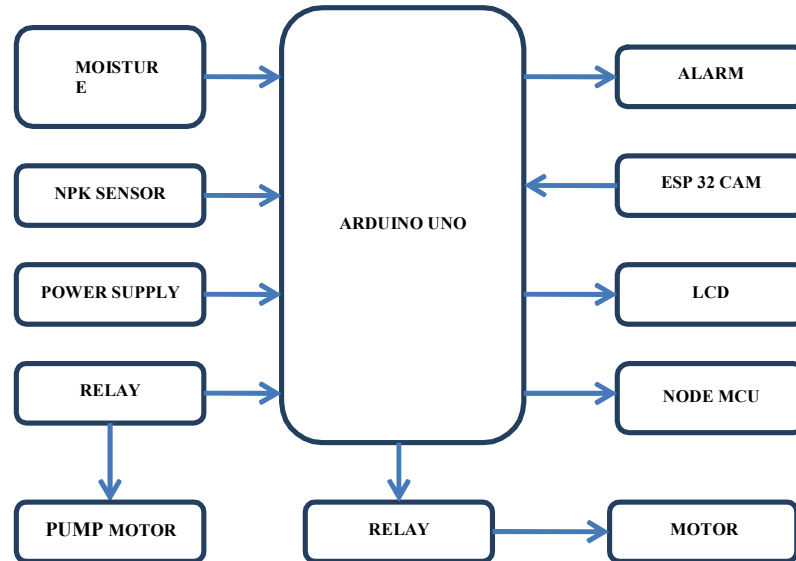 MOISTUR
E
NPK SENSOR
POWER SUPPLY
RELAY
PUMP MOTOR
ARDUINO UNO
RELAY
MOTOR
ALARM
ESP 32 CAM
LCD
NODE MCU